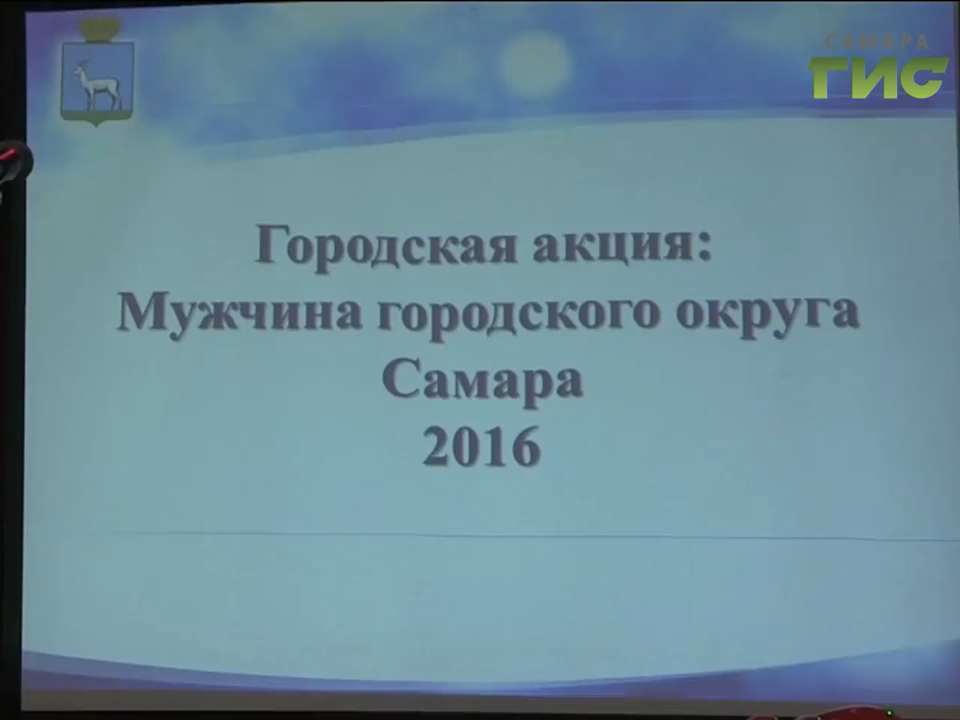 САМАРА
ГИС
Городская акция:
Мужчина городского округа
Самара
2016